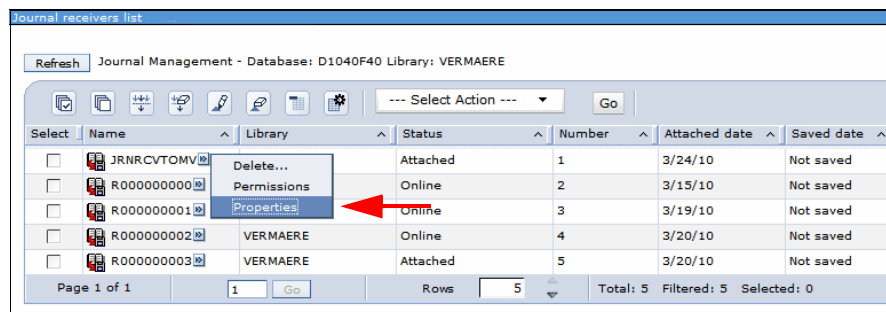 Journal receivers list
Refresh Journal Management - Database: D1040F40 Library: VERMAERE
--- Select Action --- Go
Select Name Library Status Number Attached date Saved date
JRNRCVTOMV Attached 1 3/24/10 Not saved
Delete...
R000000000 Permissions Online 2 3/15/10 Not saved
R000000001 Properties Online 3 3/19/10 Not saved
R000000002 VERMAERE Online 4 3/20/10 Not saved
R000000003 VERMAERE Attached 5 3/20/10 Not saved
Page 1 of 1 1 Go Rows 5 Total: 5 Filtered: 5 Selected: 0